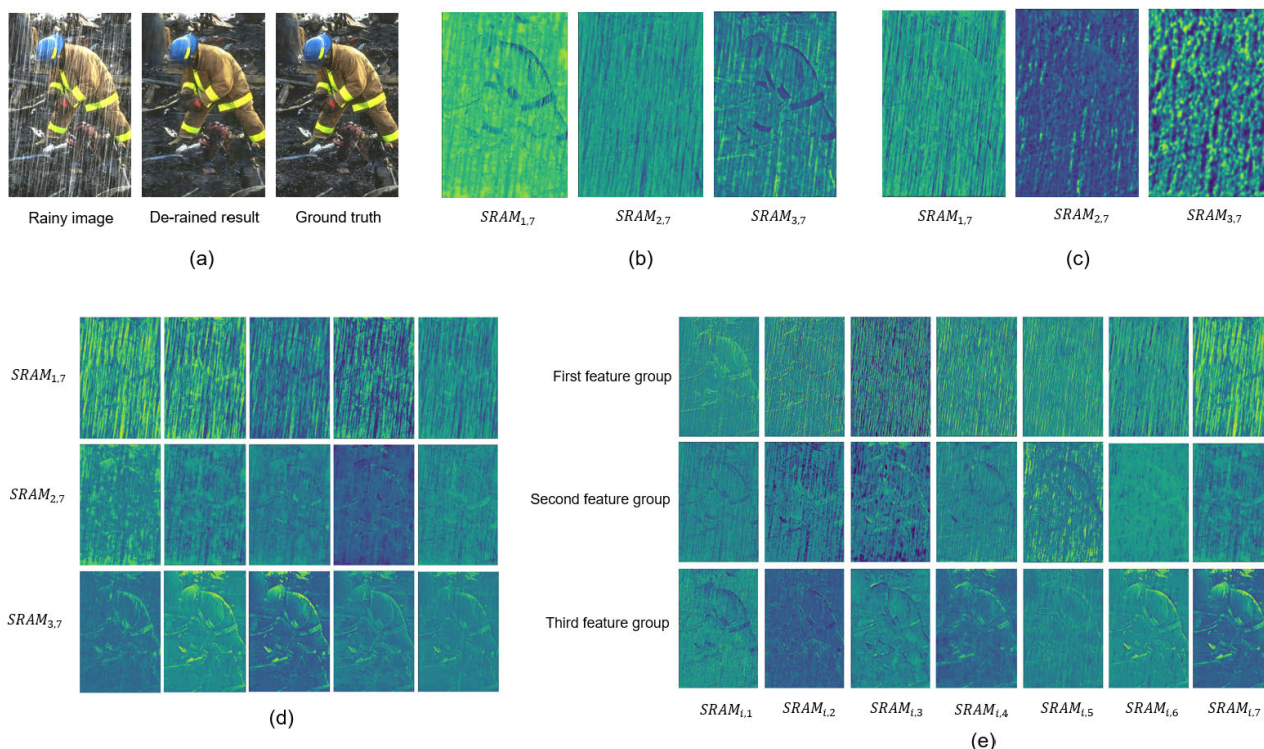 Rainy image De-rained result Ground truth
(a)
SRAM₁,₇ SRAM₂,₇ SRAM₃,₇
(b)
SRAM₁,₇ SRAM₂,₇ SRAM₃,₇
(c)
SRAM₁,₇
SRAM₂,₇
SRAM₃,₇
(d)
First feature group
Second feature group
Third feature group
SRAMᵢ,₁ SRAMᵢ,₂ SRAMᵢ,₃ SRAMᵢ,₄ SRAMᵢ,₅ SRAMᵢ,₆ SRAMᵢ,₇
(e)